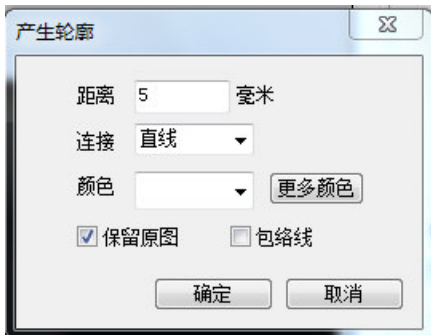 产生轮廓
距离 5 毫米
连接 直线
颜色 更多颜色
保留原图 包络线
确定 取消